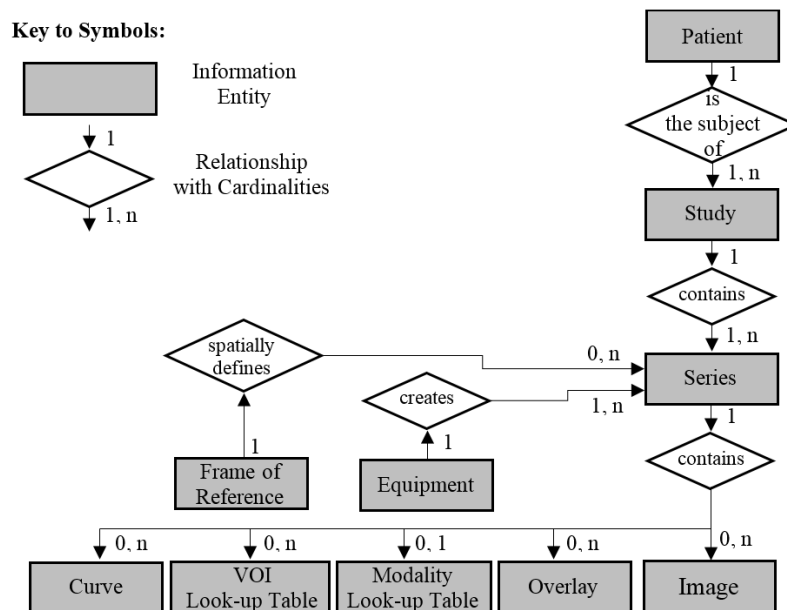 Key to Symbols:
Information
Entity
1
Relationship
with Cardinalities
1, n
Patient
1
is
the subject
of
1, n
Study
1
contains
1, n
spatially
defines
0, n
Series
creates
1, n
1
1
1
contains
Frame of
Reference
Equipment
0, n
0, n
0, 1
0, n
0, n
Curve
VOI
Look-up Table
Modality
Look-up Table
Overlay
Image